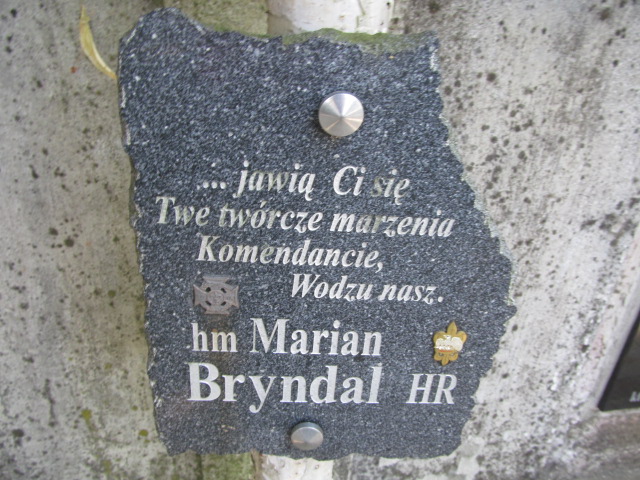 ... jawią Ci się
Twe twórcze marzenia
Komendancie,
Wodzu nasz.
hm Marian
Bryndal HR